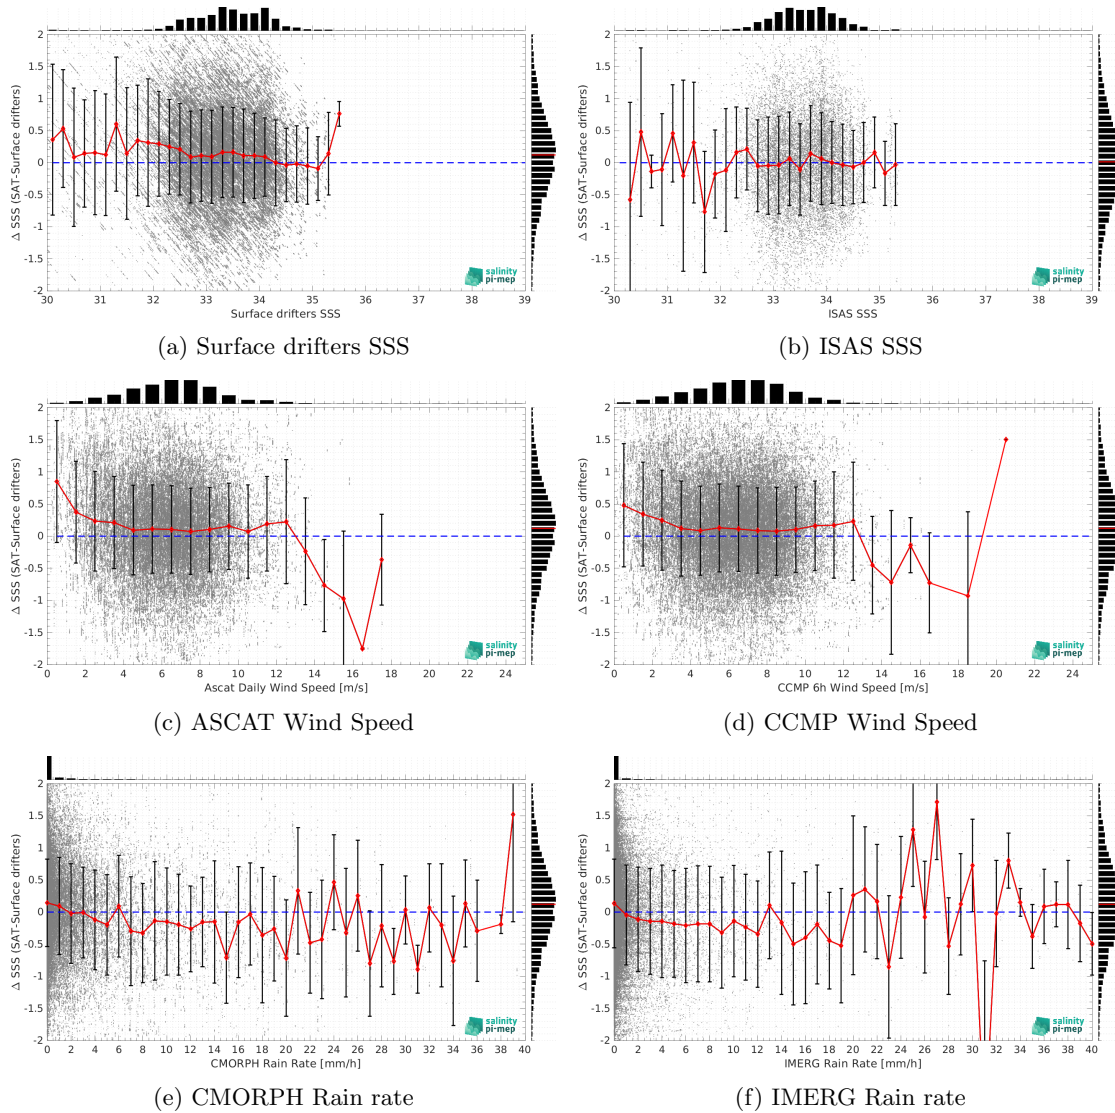 2
1.5
1
0.5
0
-0.5
-1
-1.5
-2
Δ SSS (SAT-Surface drifters)
30 31 32 33 34 35 36 37 38 39
Surface drifters SSS
salinity
pi-mep
(a) Surface drifters SSS
2
1.5
1
0.5
0
-0.5
-1
-1.5
-2
Δ SSS (SAT-Surface drifters)
30 31 32 33 34 35 36 37 38 39
ISAS SSS
salinity
pi-mep
(b) ISAS SSS
2
1.5
1
0.5
0
-0.5
-1
-1.5
-2
Δ SSS (SAT-Surface drifters)
0 2 4 6 8 10 12 14 16 18 20 22 24
Ascat Daily Wind Speed [m/s]
salinity
pi-mep
(c) ASCAT Wind Speed
2
1.5
1
0.5
0
-0.5
-1
-1.5
-2
Δ SSS (SAT-Surface drifters)
0 2 4 6 8 10 12 14 16 18 20 22 24
CCMP 6h Wind Speed [m/s]
salinity
pi-mep
(d) CCMP Wind Speed
2
1.5
1
0.5
0
-0.5
-1
-1.5
-2
Δ SSS (SAT-Surface drifters)
0 2 4 6 8 10 12 14 16 18 20 22 24 26 28 30 32 34 36 38 40
CMORPH Rain Rate [mm/h]
salinity
pi-mep
(e) CMORPH Rain rate
2
1.5
1
0.5
0
-0.5
-1
-1.5
-2
Δ SSS (SAT-Surface drifters)
0 2 4 6 8 10 12 14 16 18 20 22 24 26 28 30 32 34 36 38 40
IMERG Rain Rate [mm/h]
salinity
pi-mep
(f) IMERG Rain rate